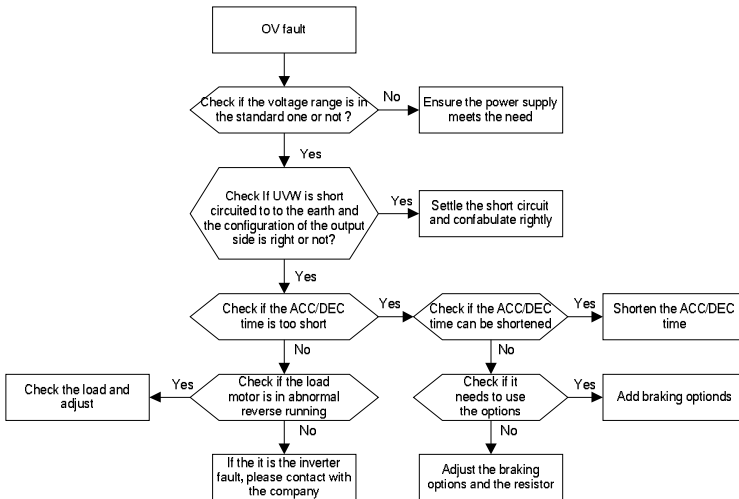 OV fault
Check if the voltage range is in
the standard one or not ?
No
Ensure the power supply
meets the need
Yes
Check If UVW is short
circuited to to the earth and
the configuration of the output
side is right or not?
Yes
Settle the short circuit
and confabulate rightly
Yes
Check if the ACC/DEC
time is too short
Yes
Check if the ACC/DEC
time can be shortened
Yes
Shorten the ACC/DEC
time
No
No
Check the load and
adjust
Yes
Check if the load
motor is in abnormal
reverse running
Check if it
needs to use
the options
Yes
Add braking optionds
No
No
If the it is the inverter
fault, please contact with
the company
Adjust the braking
options and the resistor